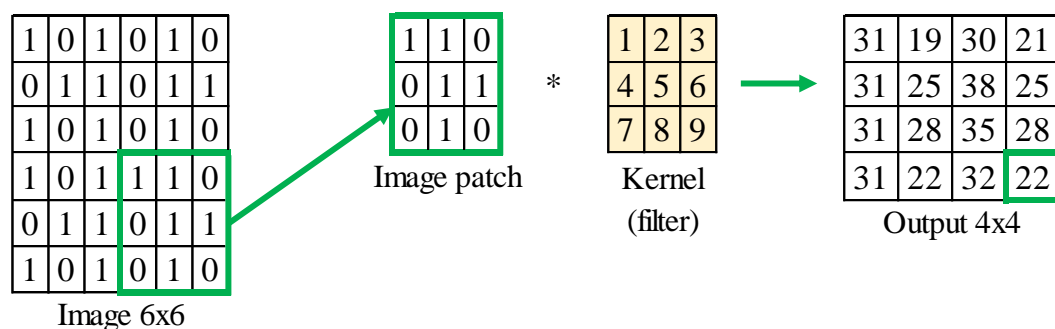 1 0 1 0 1 0
0 1 1 0 1 1
1 0 1 0 1 0
1 0 1 1 1 0
0 1 1 0 1 1
1 0 1 0 1 0
Image 6x6
1 1 0
0 1 1
0 1 0
Image patch
*
1 2 3
4 5 6
7 8 9
Kernel
(filter)
31 19 30 21
31 25 38 25
31 28 35 28
31 22 32 22
Output 4x4